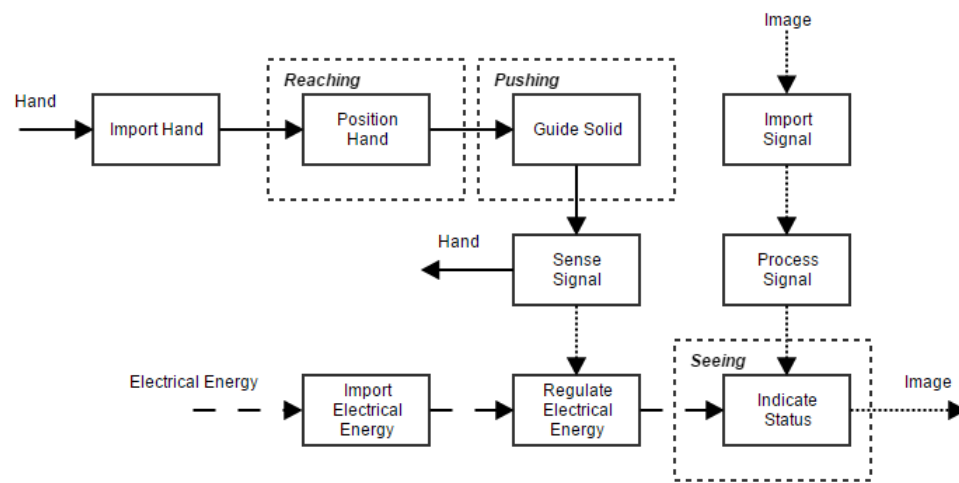 Image
Reaching
Pushing
Hand
Import Hand
Position
Hand
Guide Solid
Import
Signal
Hand
Sense
Signal
Process
Signal
Seeing
Electrical Energy
Import
Electrical
Energy
Regulate
Electrical
Energy
Indicate
Status
Image